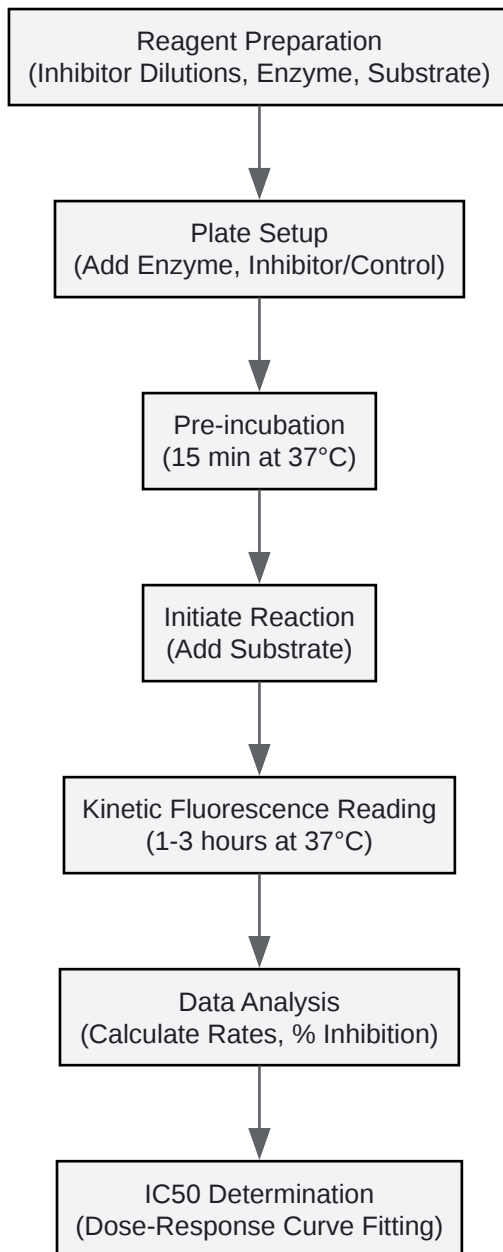 Reagent Preparation
(Inhibitor Dilutions, Enzyme, Substrate)
Plate Setup
(Add Enzyme, Inhibitor/Control)
Pre-incubation
(15 min at 37°C)
Initiate Reaction
(Add Substrate)
Kinetic Fluorescence Reading
(1-3 hours at 37°C)
Data Analysis
(Calculate Rates, % Inhibition)
IC50 Determination
(Dose-Response Curve Fitting)